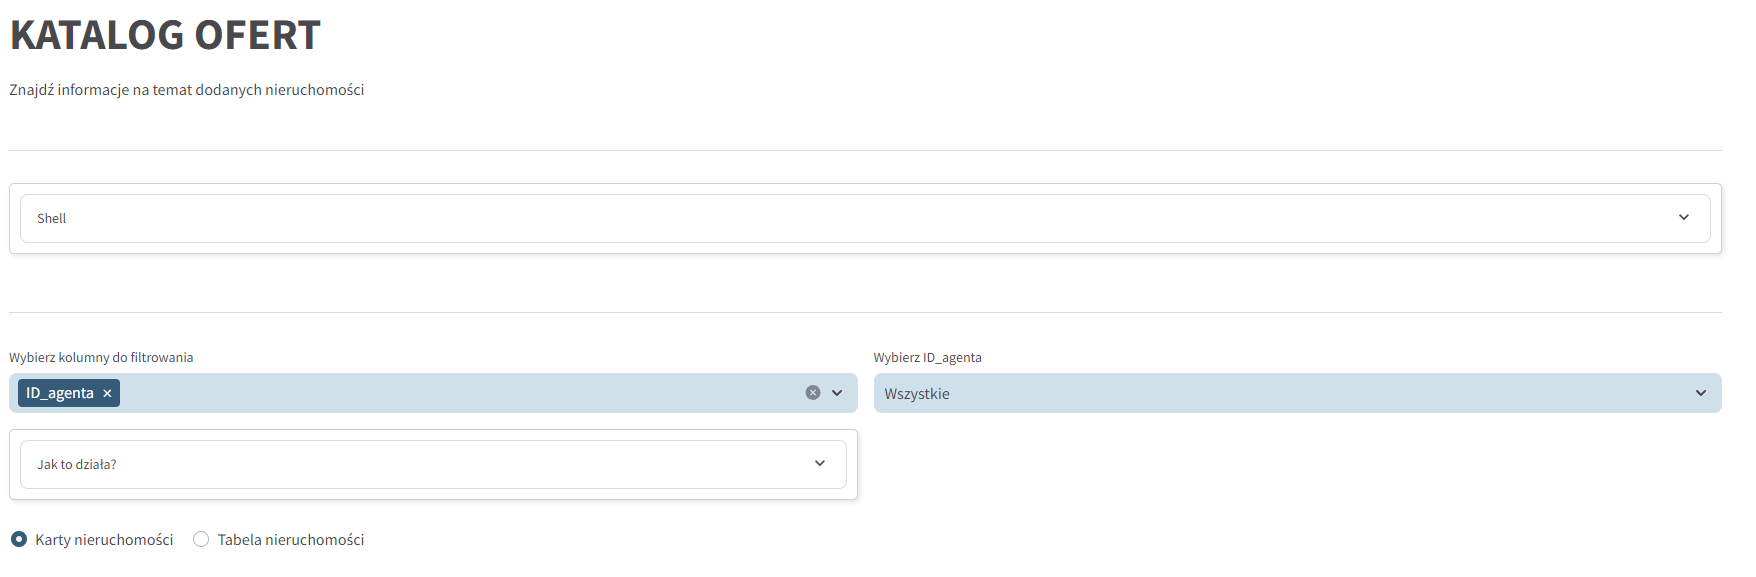 KATALOG OFERT
Znajdź informacje na temat dodanych nieruchomości
Shell
Wybierz kolumny do filtrowania
ID_agenta
Wybierz ID_agenta
Wszystkie
Jak to działa?
Karty nieruchomości
Tabela nieruchomości